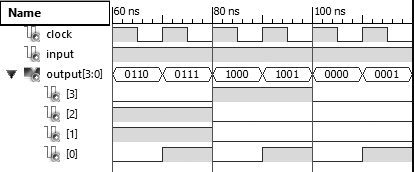 Name 60 ns 80 ns 100 ns
clock
input
output[3:0] 0110 0111 1000 1001 0000 0001
[3]
[2]
[1]
[0]